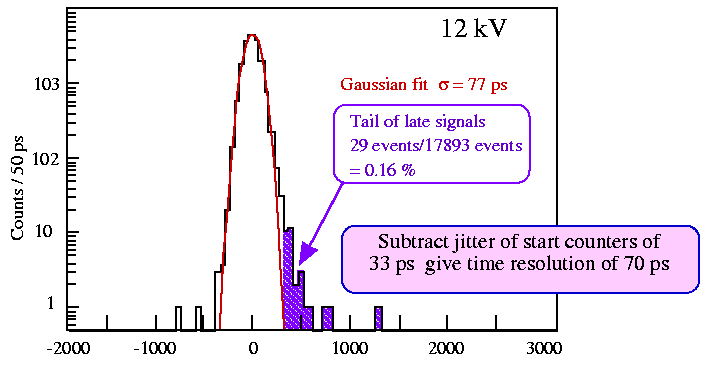 12 kV
Gaussian fit σ = 77 ps
Tail of late signals
29 events/17893 events
= 0.16 %
Subtract jitter of start counters of
33 ps give time resolution of 70 ps
Counts / 50 ps
103
102
10
1
-2000 -1000 0 1000 2000 3000